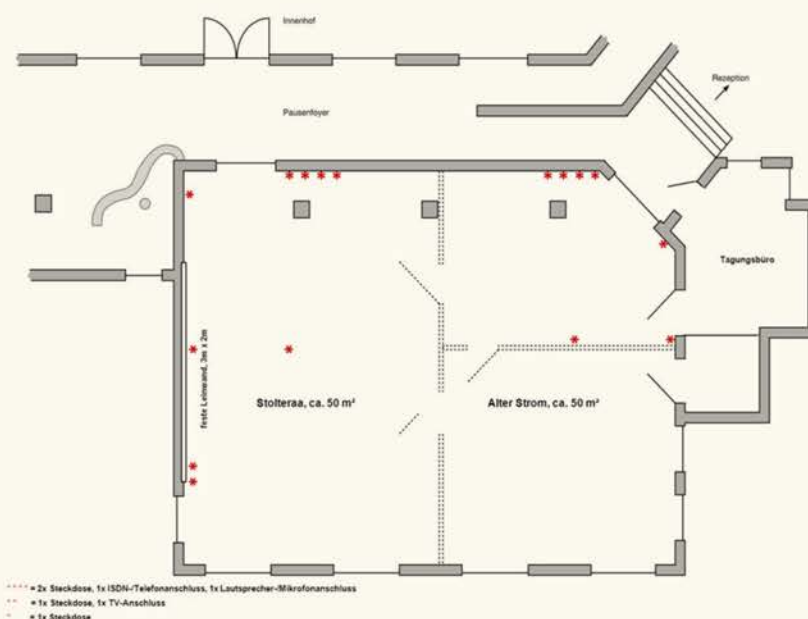 Innenhof
Rezeption
Pausenfoyer
Tagungsbüro
feste Leinwand, 3m x 2m
Stolteraa, ca. 50 m²
Alter Strom, ca. 50 m²
**** = 2x Steckdose, 1x ISDN-/Telefonanschluss, 1x Lautsprecher-/Mikrofonanschluss
** = 1x Steckdose, 1x TV-Anschluss
* = 1x Steckdose